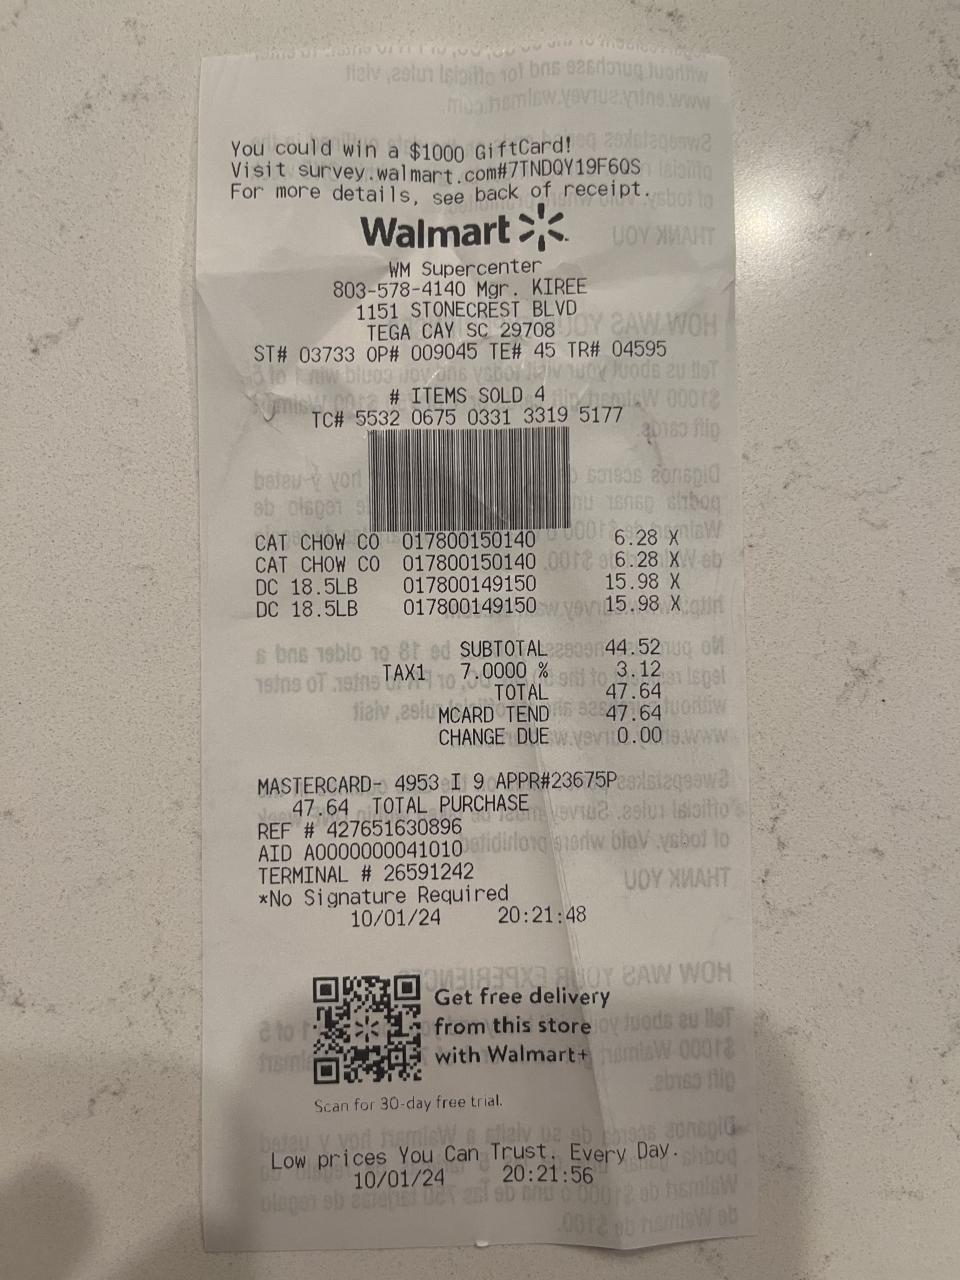 You could win a $1000 GiftCard!
Visit survey.walmart.com#7TNDQY19F6QS
For more details, see back of receipt.
Walmart
WM Supercenter
803-578-4140 Mgr. KIREE
1151 STONECREST BLVD
TEGA CAY SC 29708
ST# 03733 OP# 009045 TE# 45 TR# 04595
# ITEMS SOLD 4
TC# 5532 0675 0331 3319 5177
CAT CHOW CO 017800150140 6.28 X
CAT CHOW CO 017800150140 6.28 X
DC 18.5LB 017800149150 15.98 X
DC 18.5LB 017800149150 15.98 X
SUBTOTAL 44.52
TAX1 7.0000 % 3.12
TOTAL 47.64
MCARD TEND 47.64
CHANGE DUE 0.00
MASTERCARD- 4953 I 9 APPR#23675P
47.64 TOTAL PURCHASE
REF # 427651630896
AID A0000000041010
TERMINAL # 26591242
*No Signature Required
10/01/24 20:21:48
Get free delivery
from this store
with Walmart+
Scan for 30-day free trial.
Low prices You Can Trust. Every Day.
10/01/24 20:21:56